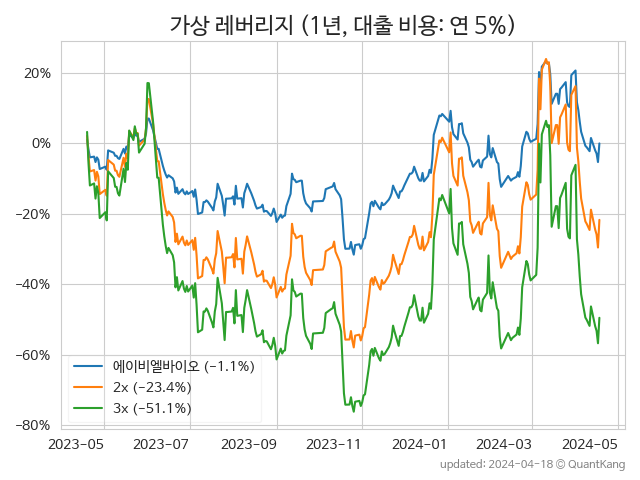 가상 레버리지 (1년, 대출 비용: 연 5%)
20%
0%
−20%
−40%
−60%
−80%
에이비엘바이오 (−1.1%)
2x (−23.4%)
3x (−51.1%)
2023-05 2023-07 2023-09 2023-11 2024-01 2024-03 2024-05
updated: 2024-04-18 @ QuantKang